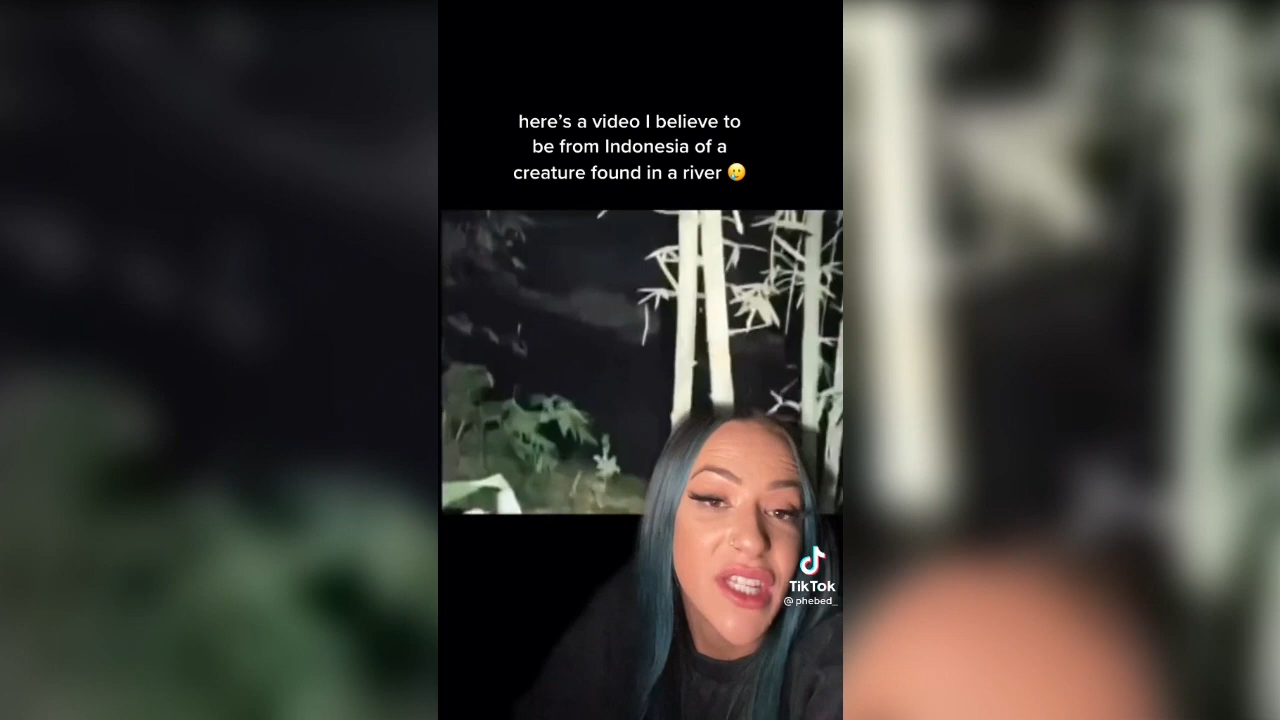 here’s a video I believe to
be from Indonesia of a
creature found in a river 🥲
TikTok
@phebed_